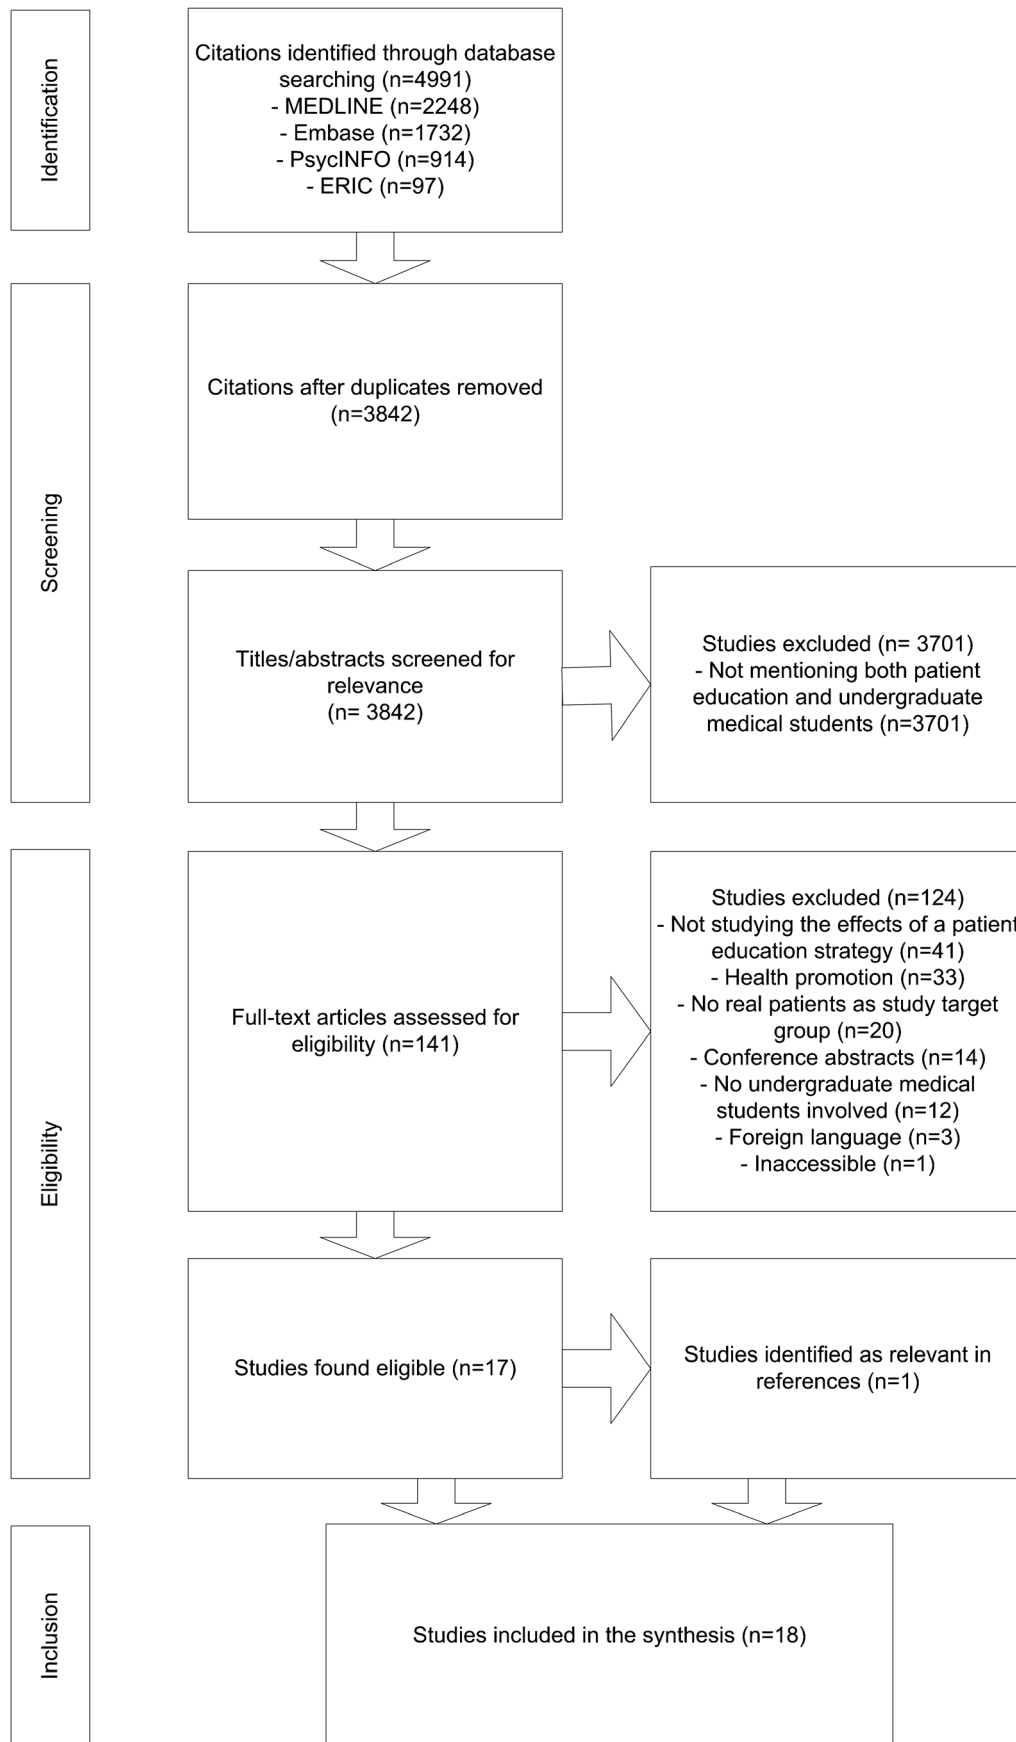 Identification
Citations identified through database
searching (n=4991)
- MEDLINE (n=2248)
- Embase (n=1732)
- PsycINFO (n=914)
- ERIC (n=97)
Screening
Citations after duplicates removed
(n=3842)
Titles/abstracts screened for
relevance
(n= 3842)
Studies excluded (n= 3701)
- Not mentioning both patient
education and undergraduate
medical students (n=3701)
Eligibility
Full-text articles assessed for
eligibility (n=141)
Studies excluded (n=124)
- Not studying the effects of a patient
education strategy (n=41)
- Health promotion (n=33)
- No real patients as study target
group (n=20)
- Conference abstracts (n=14)
- No undergraduate medical
students involved (n=12)
- Foreign language (n=3)
- Inaccessible (n=1)
Studies found eligible (n=17)
Studies identified as relevant in
references (n=1)
Inclusion
Studies included in the synthesis (n=18)